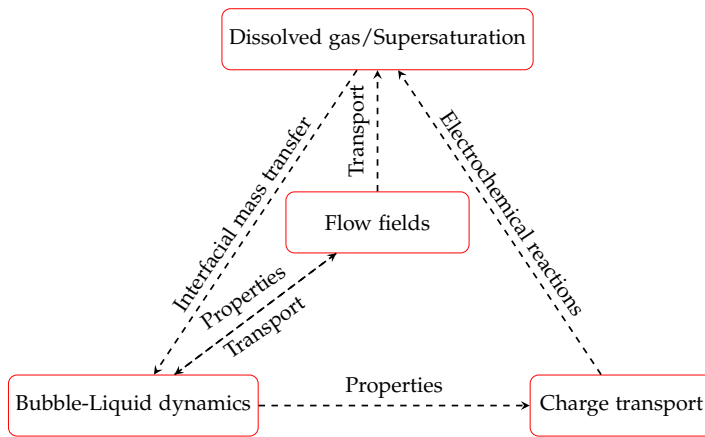 Dissolved gas/Supersaturation
Interfacial mass transfer
Transport
Electrochemical reactions
Flow fields
Properties
Transport
Bubble-Liquid dynamics
Properties
Charge transport